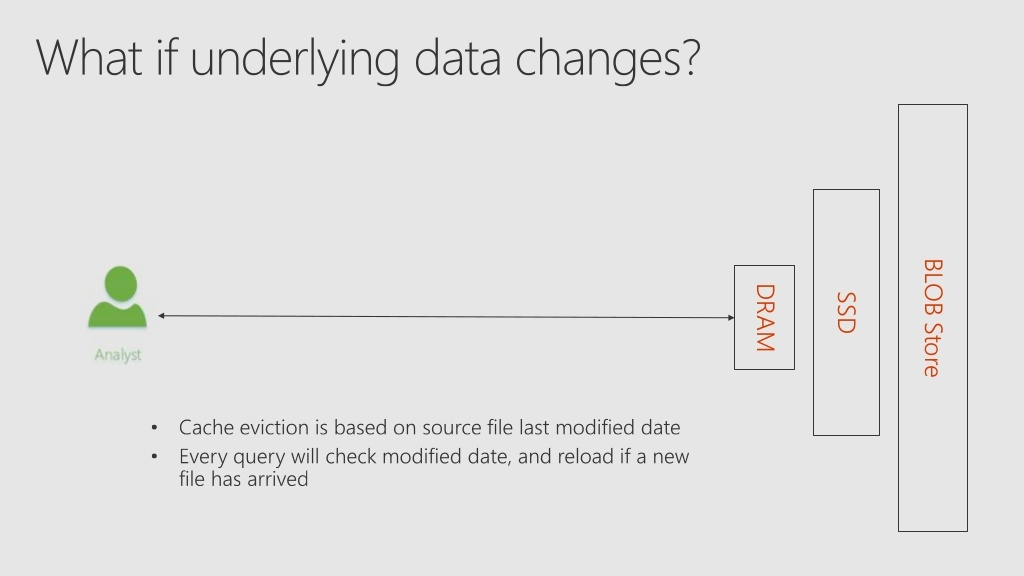 What if underlying data changes?
Analyst
DRAM
SSD
BLOB Store
• Cache eviction is based on source file last modified date
• Every query will check modified date, and reload if a new
file has arrived